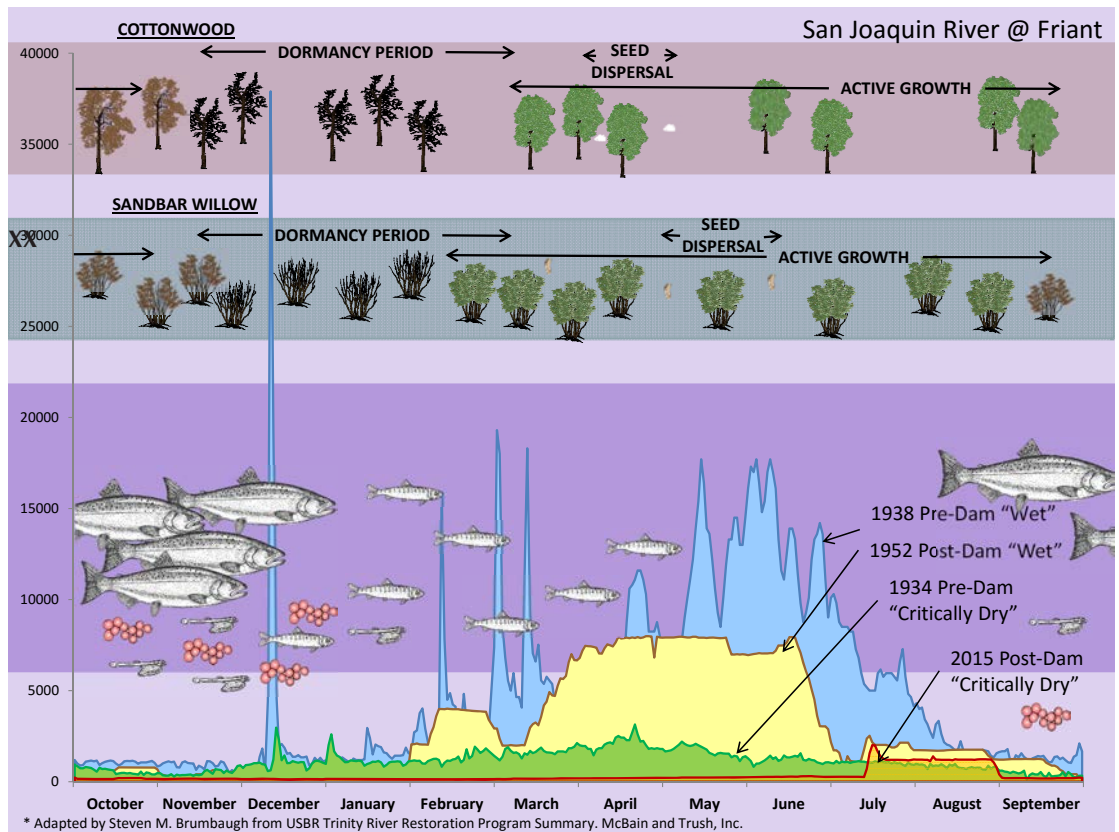 San Joaquin River @ Friant
COTTONWOOD
DORMANCY PERIOD
SEED
DISPERSAL
ACTIVE GROWTH
SANDBAR WILLOW
XX
DORMANCY PERIOD
SEED
DISPERSAL
ACTIVE GROWTH
40000
35000
30000
25000
20000
15000
10000
5000
0
1938 Pre-Dam “Wet”
1952 Post-Dam “Wet”
1934 Pre-Dam
“Critically Dry”
2015 Post-Dam
“Critically Dry”
October November December January February March April May June July August September
* Adapted by Steven M. Brumbaugh from USBR Trinity River Restoration Program Summary. McBain and Trush, Inc.